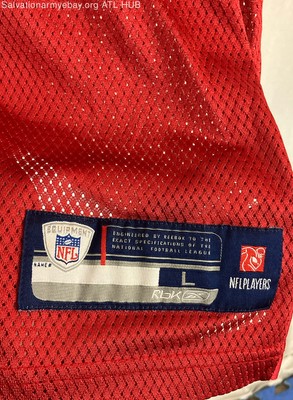 Salvationarmyebay.org ATL HUB
EQUIPMENT
NFL
ENGINEERED BY REEBOK TO THE
EXACT SPECIFICATIONS OF THE
NATIONAL FOOTBALL LEAGUE
NAME
L
RBK
NFLPLAYERS